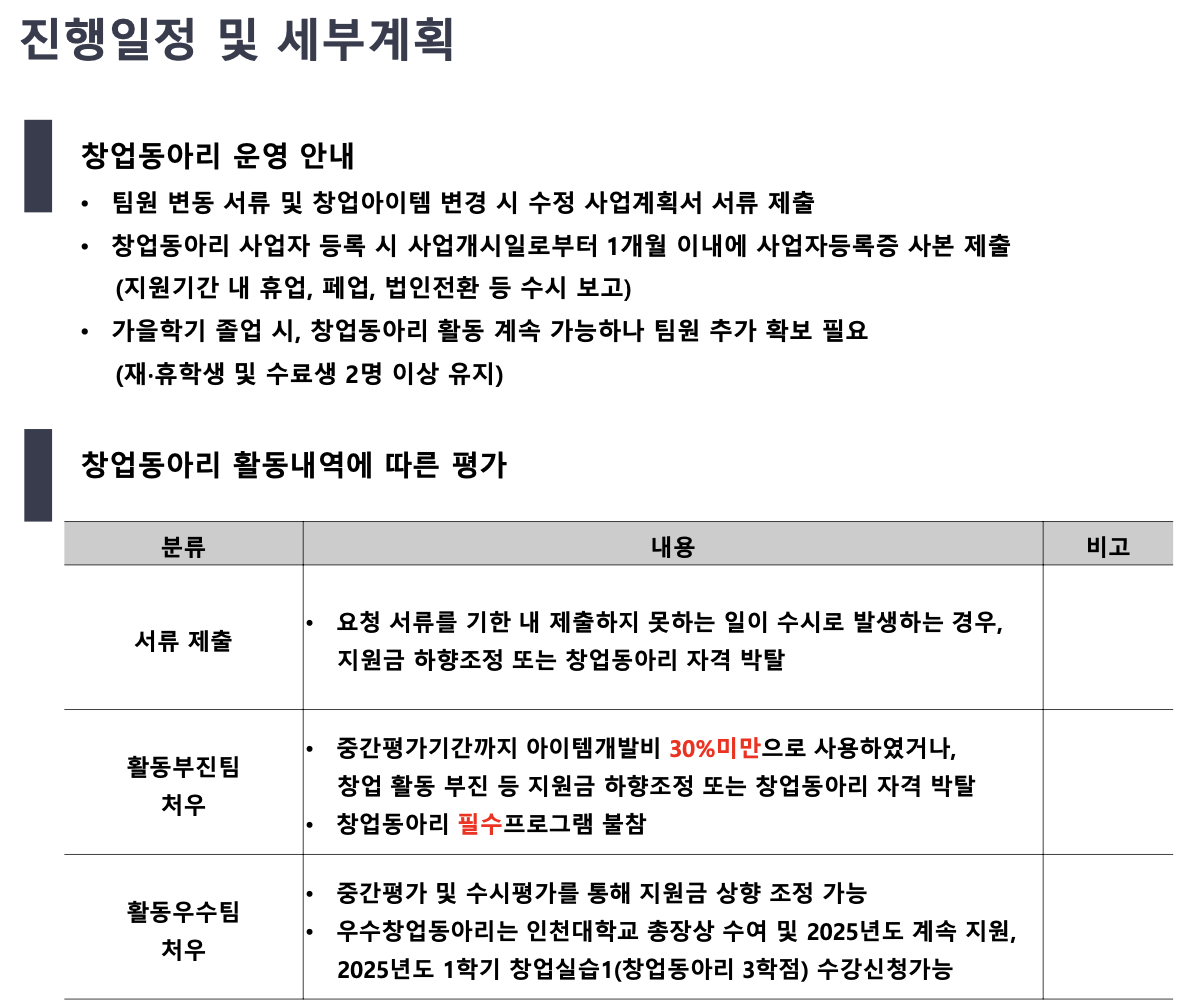 진행일정 및 세부계획
창업동아리 운영 안내
• 팀원 변동 서류 및 창업아이템 변경 시 수정 사업계획서 서류 제출
• 창업동아리 사업자 등록 시 사업개시일로부터 1개월 이내에 사업자등록증 사본 제출
(지원기간 내 휴업, 폐업, 법인전환 등 수시 보고)
• 가을학기 졸업 시, 창업동아리 활동 계속 가능하나 팀원 추가 확보 필요
(재·휴학생 및 수료생 2명 이상 유지)
창업동아리 활동내역에 따른 평가
분류 내용 비고
서류 제출
• 요청 서류를 기한 내 제출하지 못하는 일이 수시로 발생하는 경우,
지원금 하향조정 또는 창업동아리 자격 박탈
활동부진팀
처우
• 중간평가기간까지 아이템개발비 30%미만으로 사용하였거나,
창업 활동 부진 등 지원금 하향조정 또는 창업동아리 자격 박탈
• 창업동아리 필수프로그램 불참
활동우수팀
처우
• 중간평가 및 수시평가를 통해 지원금 상향 조정 가능
• 우수창업동아리는 인천대학교 총장상 수여 및 2025년도 계속 지원,
2025년도 1학기 창업실습1(창업동아리 3학점) 수강신청가능